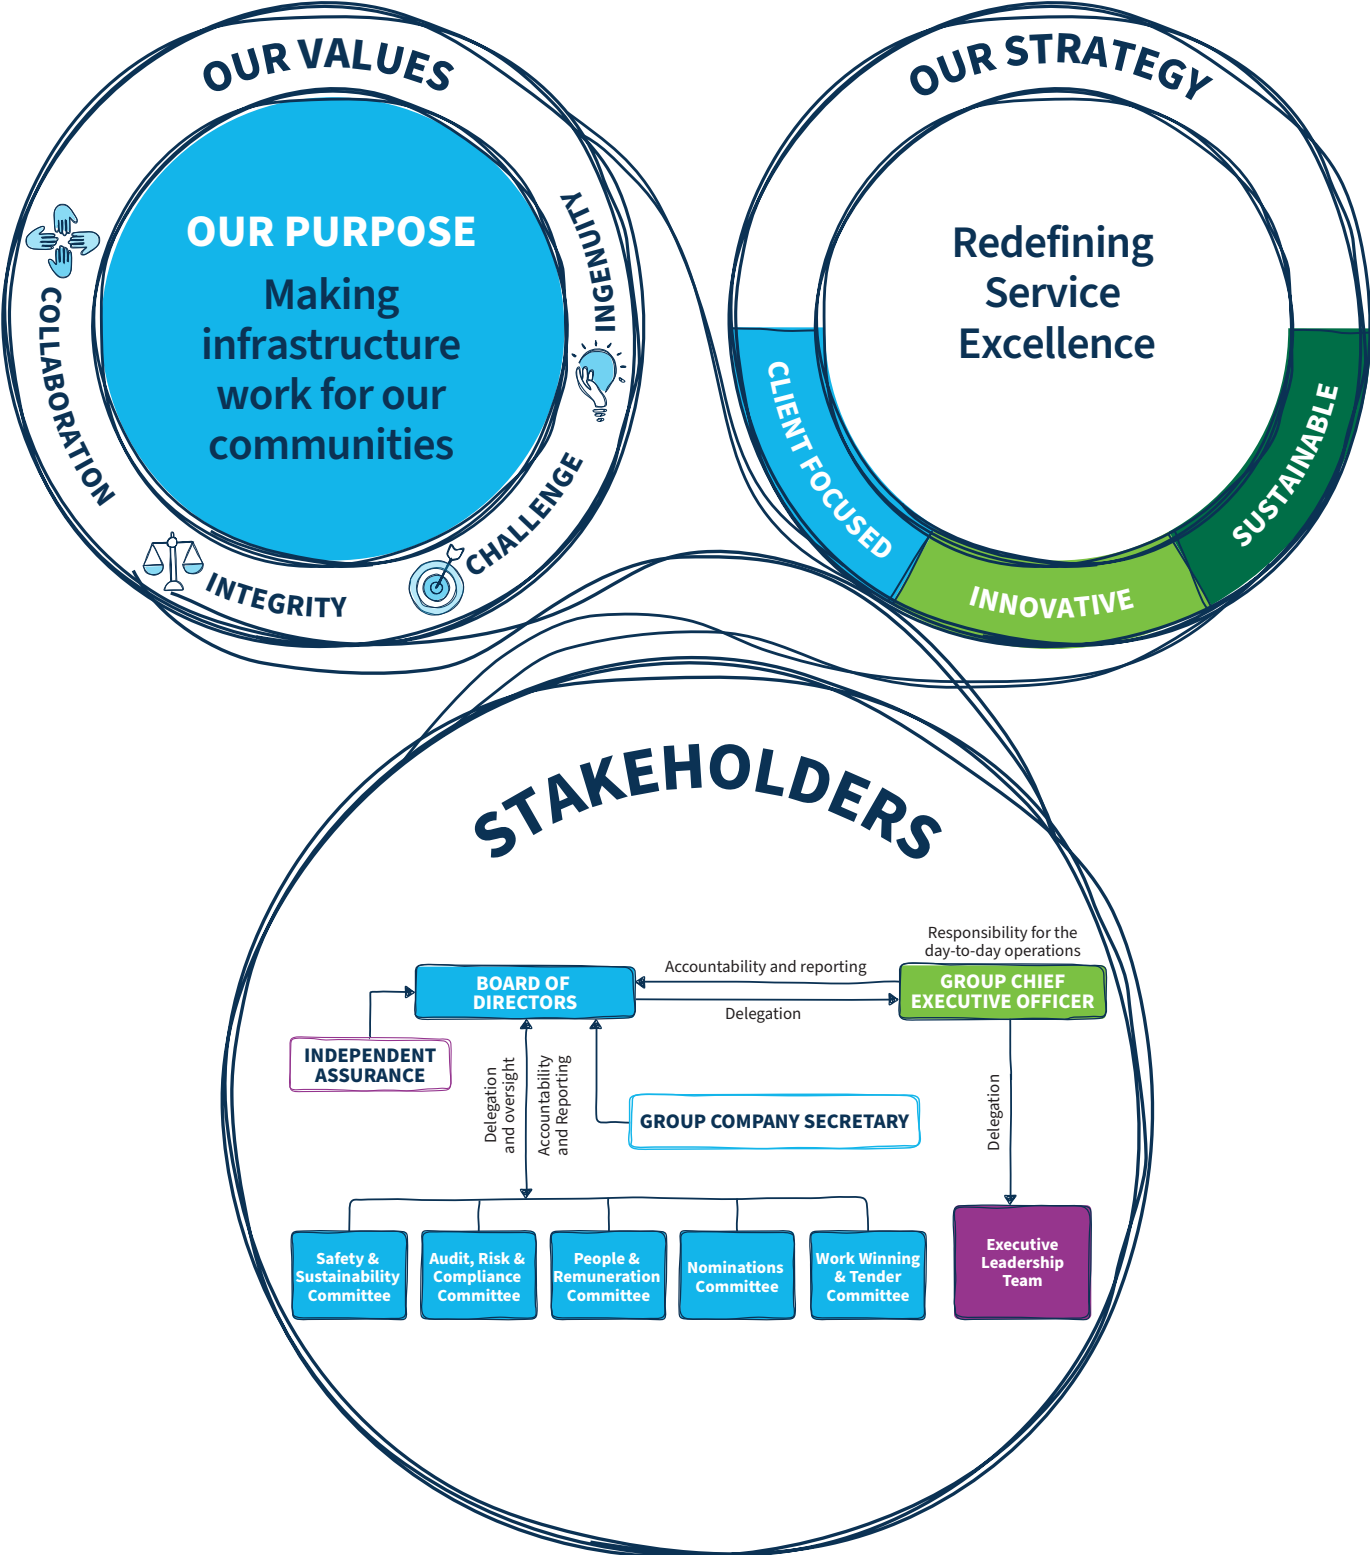 OUR VALUES
OUR PURPOSE
Making
infrastructure
work for our
communities
COLLABORATION
INTEGRITY
CHALLENGE
INGENUITY
OUR STRATEGY
Redefining
Service
Excellence
CLIENT FOCUSED
INNOVATIVE
SUSTAINABLE
STAKEHOLDERS
Responsibility for the
day-to-day operations
BOARD OF
DIRECTORS
Accountability and reporting
Delegation
GROUP CHIEF
EXECUTIVE OFFICER
INDEPENDENT
ASSURANCE
Delegation
and oversight
Accountability
and Reporting
GROUP COMPANY SECRETARY
Delegation
Safety &
Sustainability
Committee
Audit, Risk &
Compliance
Committee
People &
Remuneration
Committee
Nominations
Committee
Work Winning
& Tender
Committee
Executive
Leadership
Team